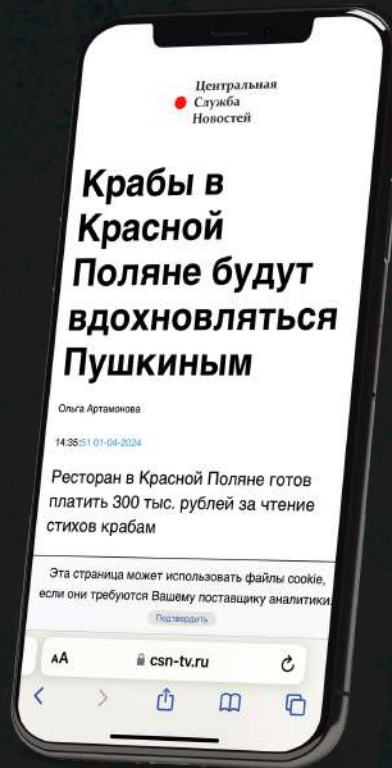 Центральная
Служба
Новостей
Крабы в
Красной
Поляне будут
вдохновляться
Пушкиным
Ольга Артамонова
14:35:51 01-04-2024
Ресторан в Красной Поляне готов
платить 300 тыс. рублей за чтение
стихов крабам
Эта страница может использовать файлы cookie,
если они требуются Вашему поставщику аналитики.
Подтвердить
АА csn-tv.ru